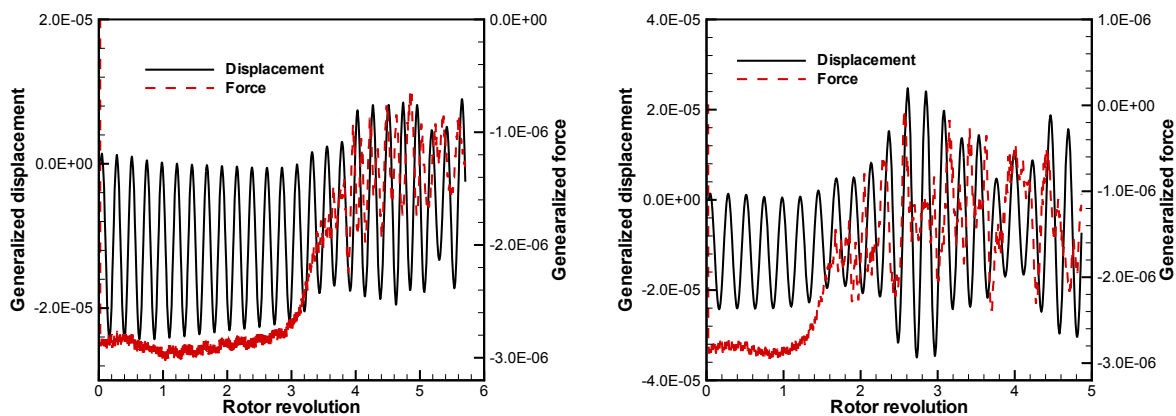 2.0E-05
0.0E+00
-2.0E-05
Generalized displacement
0 1 2 3 4 5 6
Rotor revolution
0.0E+00
-1.0E-06
-2.0E-06
-3.0E-06
Genearalized force
Displacement
Force
4.0E-05
2.0E-05
0.0E+00
-2.0E-05
-4.0E-05
Generalized displacement
0 1 2 3 4 5
Rotor revolution
1.0E-06
0.0E+00
-1.0E-06
-2.0E-06
-3.0E-06
Genearalized force
Displacement
Force